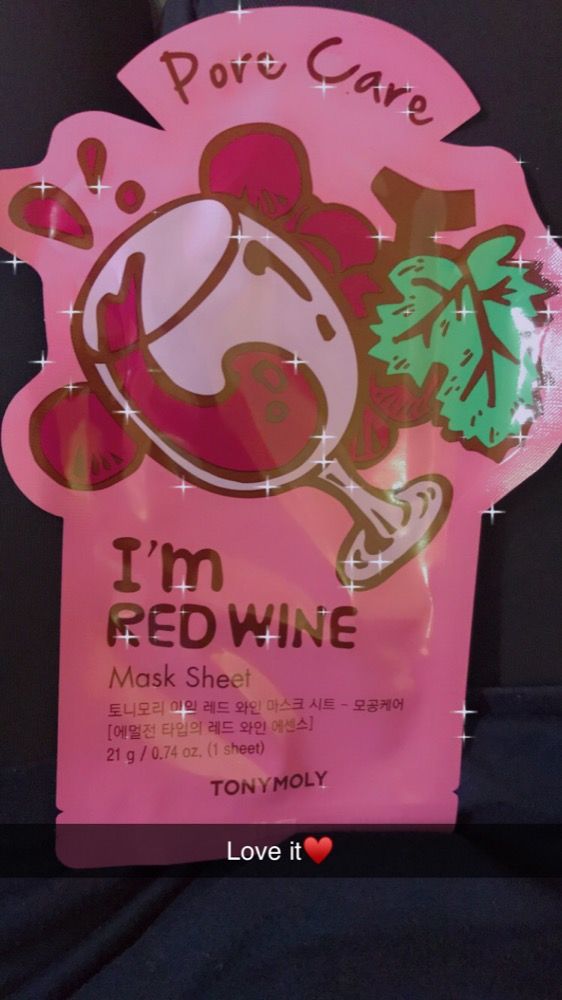 Pore Care
I'm
RED WINE
Mask Sheet
토니모리 아임 레드 와인 마스크 시트 - 모공케어
[에멀전 타입의 레드 와인 에센스]
21 g / 0.74 oz. (1 sheet)
TONYMOLY
Love it❤️